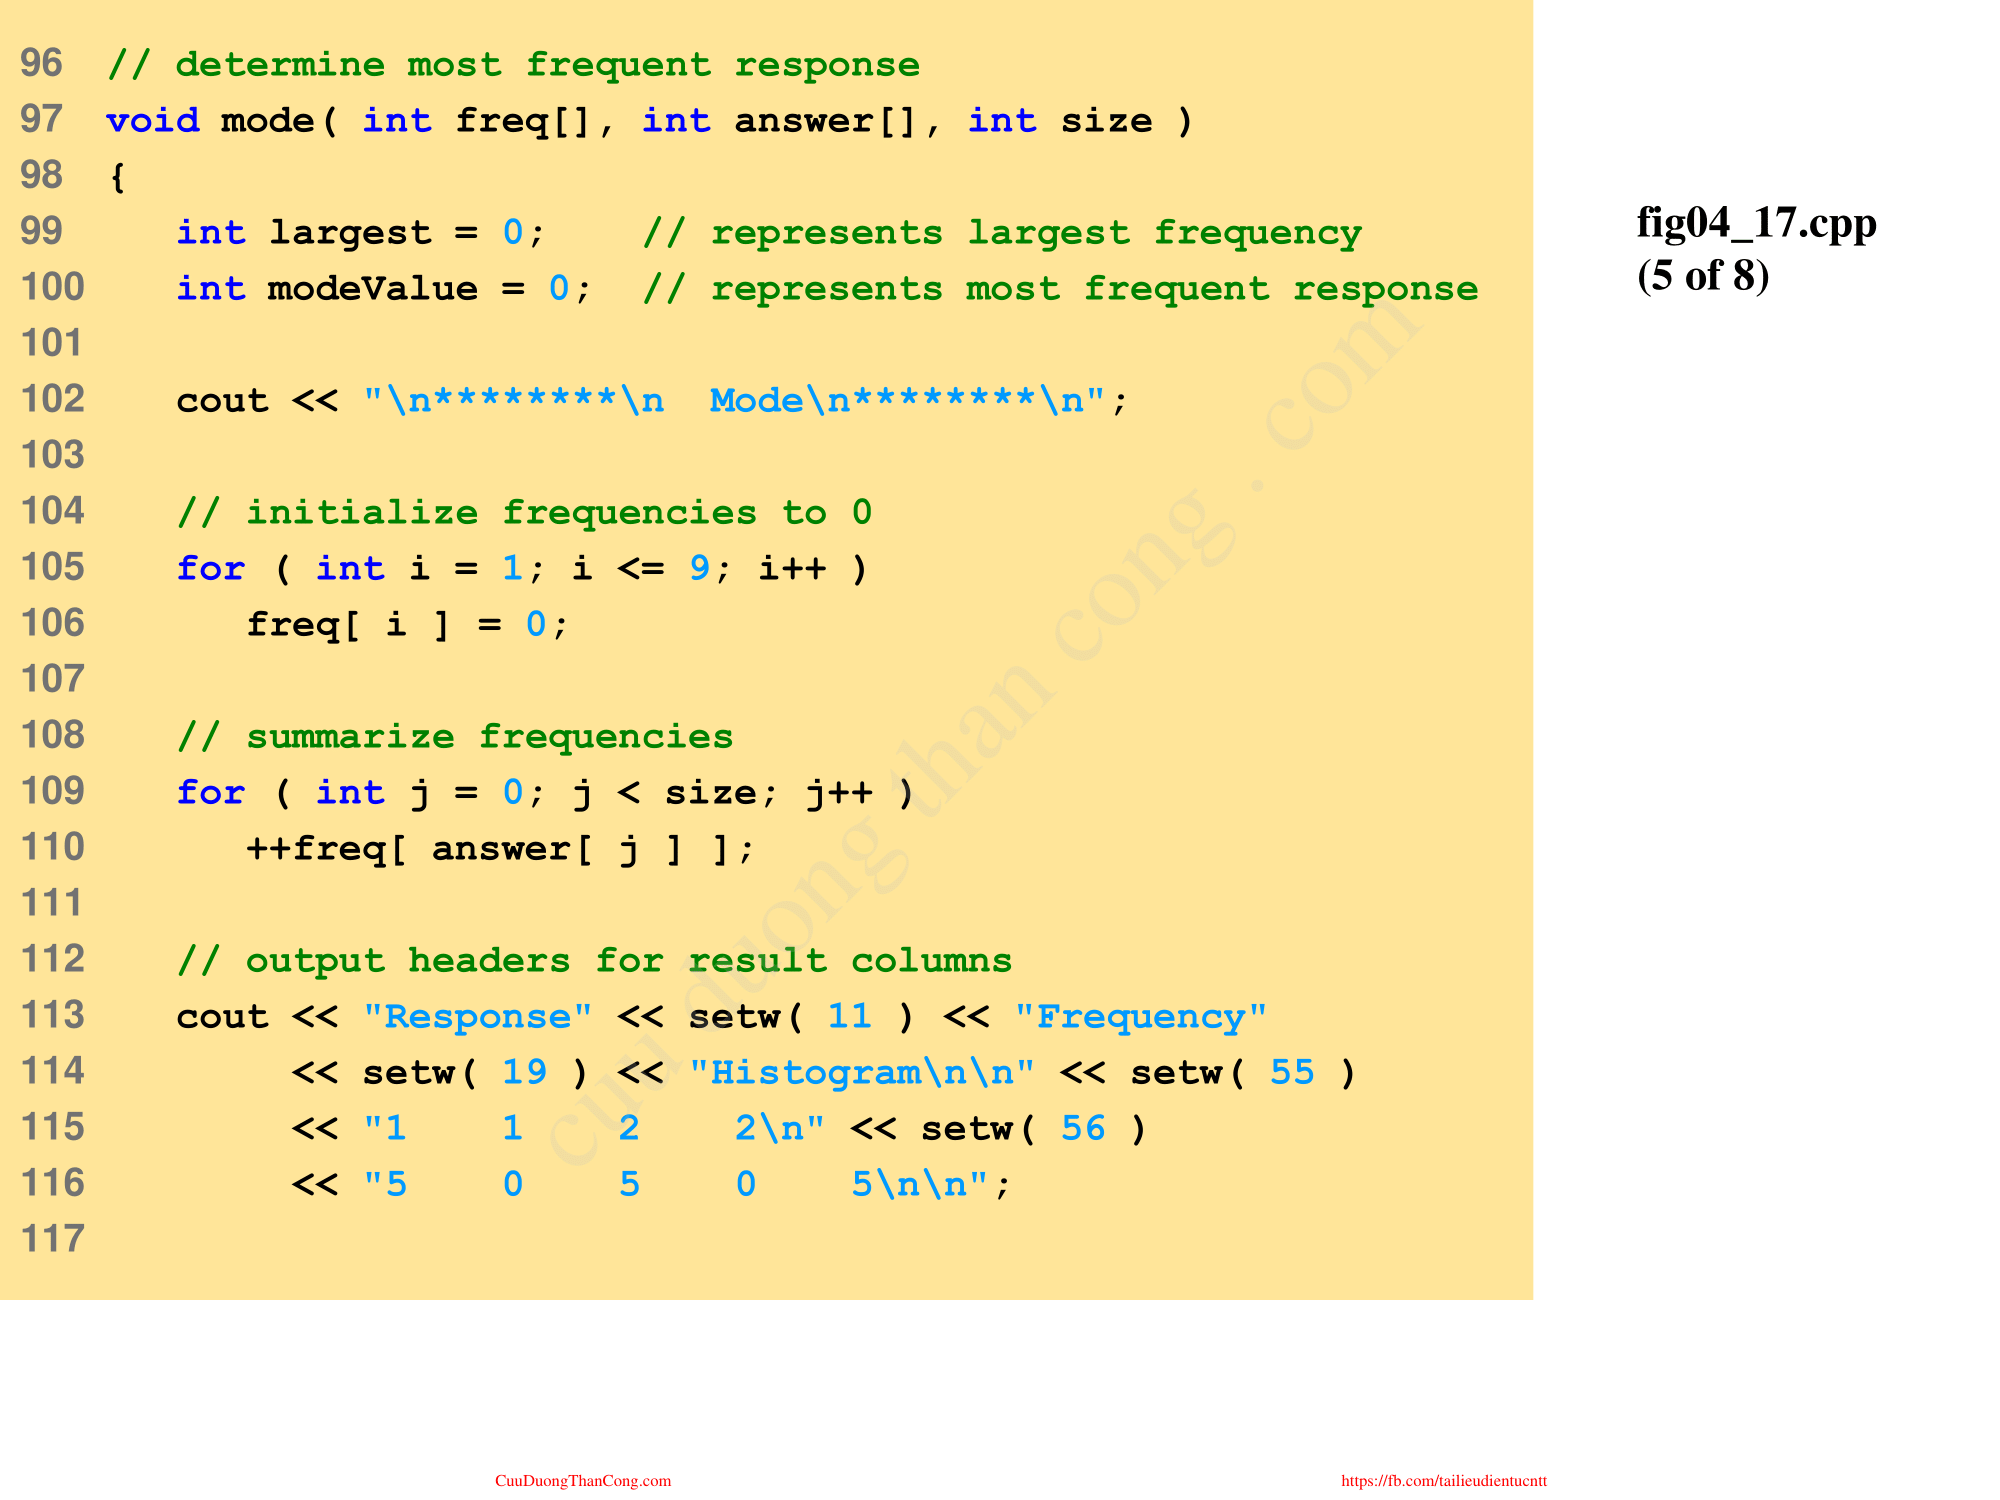 96 // determine most frequent response
97 void mode( int freq[], int answer[], int size )
98 {
99    int largest = 0;    // represents largest frequency
100    int modeValue = 0;  // represents most frequent response
101
102    cout << "\n********\n  Mode\n********\n";
103
104    // initialize frequencies to 0
105    for ( int i = 1; i <= 9; i++ )
106       freq[ i ] = 0;
107
108    // summarize frequencies
109    for ( int j = 0; j < size; j++ )
110       ++freq[ answer[ j ] ];
111
112    // output headers for result columns
113    cout << "Response" << setw( 11 ) << "Frequency"
114         << setw( 19 ) << "Histogram\n\n" << setw( 55 )
115         << "1    1    2    2\n" << setw( 56 )
116         << "5    0    5    0    5\n\n";
117
fig04_17.cpp
(5 of 8)
cuu duong than cong . com
CuuDuongThanCong.com
https://fb.com/tailieudientucntt